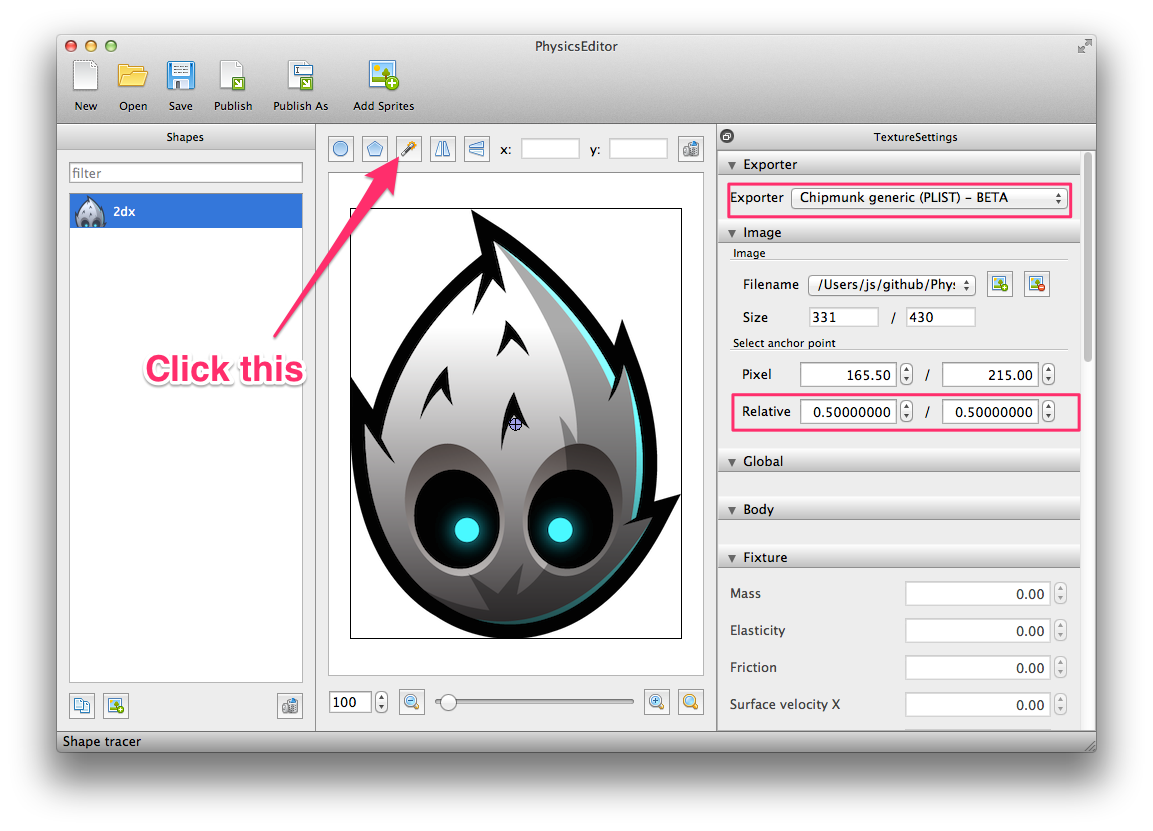 PhysicsEditor
New Open Save Publish Publish As Add Sprites
Shapes
filter
2dx
x: y:
Click this
100
TextureSettings
Exporter
Exporter Chipmunk generic (PLIST) – BETA
Image
Image
Filename /Users/js/github/Phys
Size 331 / 430
Select anchor point
Pixel 165.50 / 215.00
Relative 0.50000000 / 0.50000000
Global
Body
Fixture
Mass 0.00
Elasticity 0.00
Friction 0.00
Surface velocity X 0.00
Shape tracer